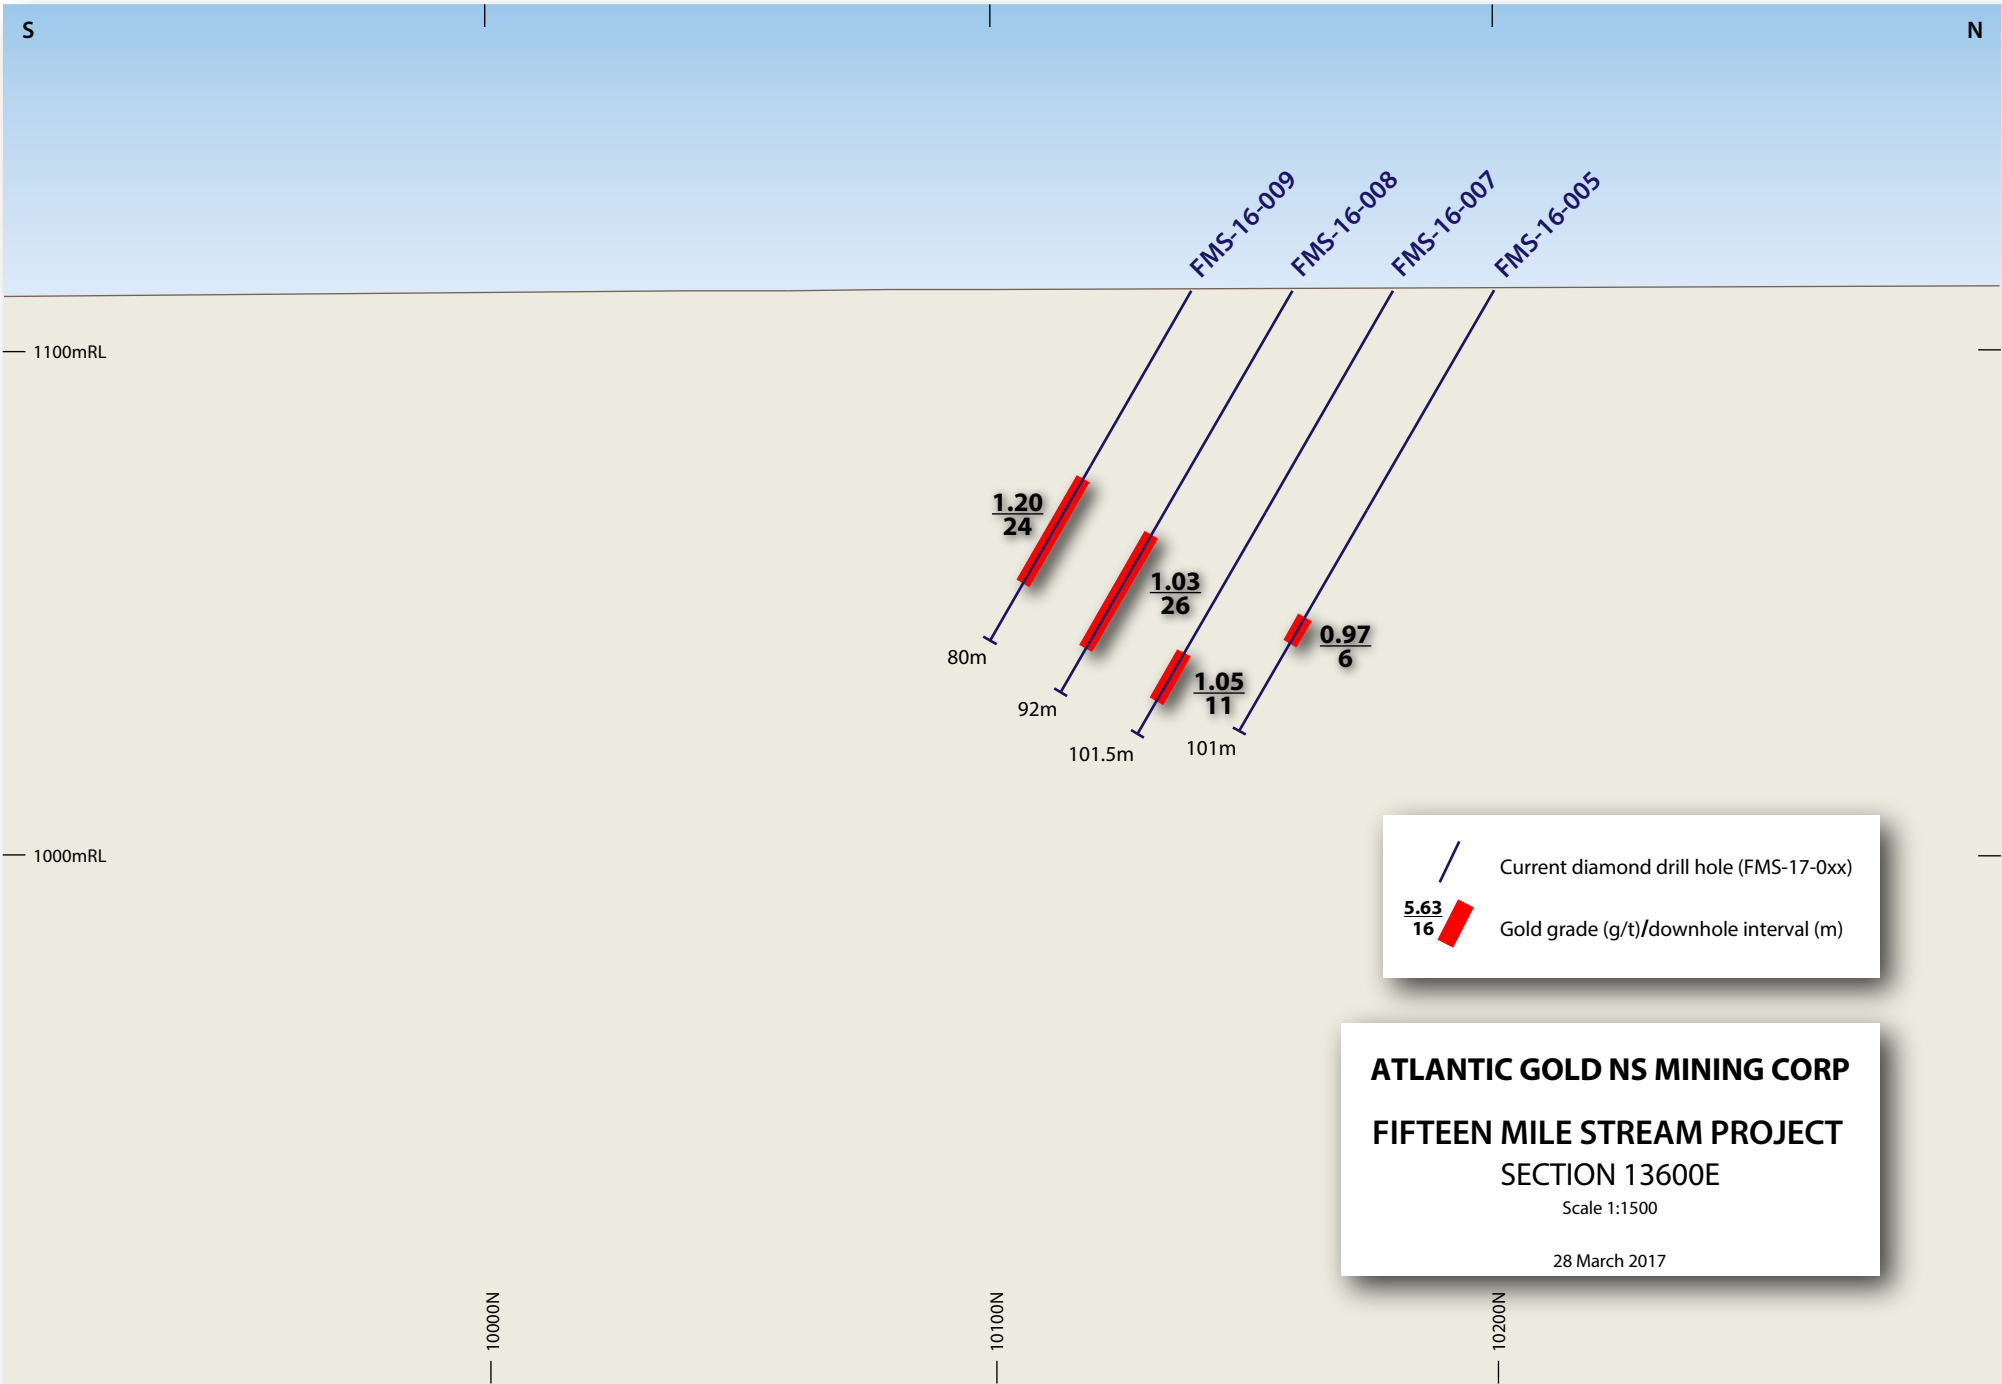 S
N
FMS-16-009
FMS-16-008
FMS-16-007
FMS-16-005
1100mRL
1.20
24
1.03
26
0.97
6
1.05
11
80m
92m
101.5m
101m
1000mRL
Current diamond drill hole (FMS-17-0xx)
5.63
16
Gold grade (g/t)/downhole interval (m)
ATLANTIC GOLD NS MINING CORP
FIFTEEN MILE STREAM PROJECT
SECTION 13600E
Scale 1:1500
28 March 2017
10000N
10100N
10200N